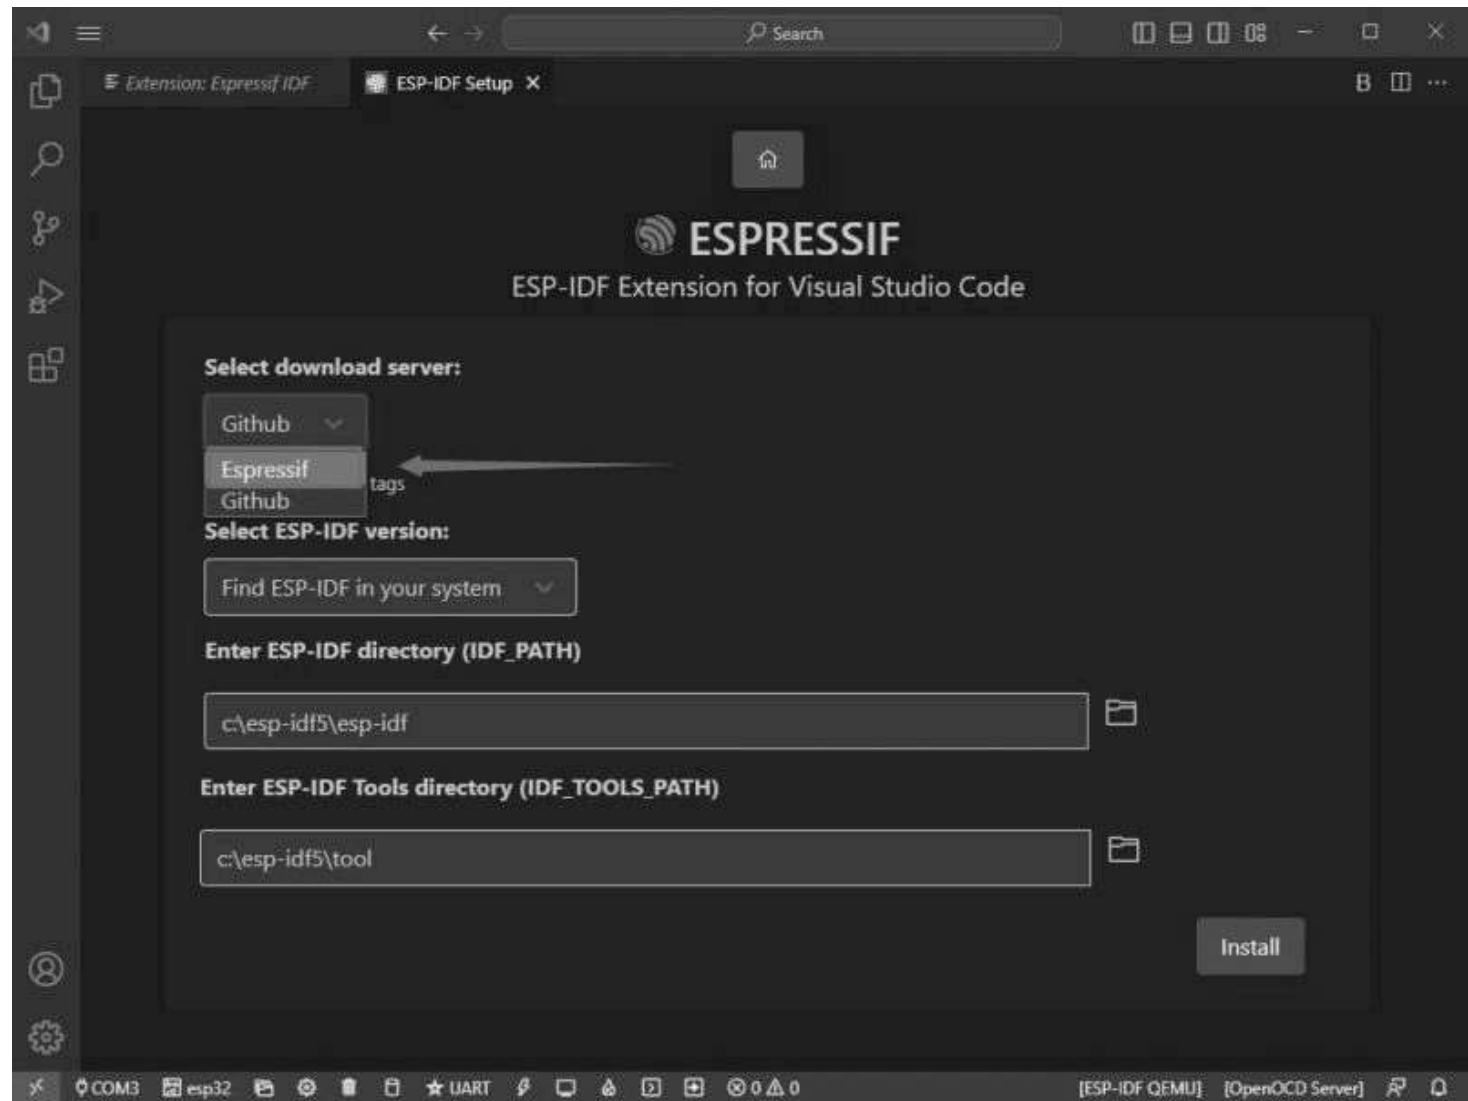 Search
Extension: Espressif IDF
ESP-IDF Setup
ESPRESSIF
ESP-IDF Extension for Visual Studio Code
Select download server:
Github
Espressif
tags
Github
Select ESP-IDF version:
Find ESP-IDF in your system
Enter ESP-IDF directory (IDF_PATH)
c:\esp-idf5\esp-idf
Enter ESP-IDF Tools directory (IDF_TOOLS_PATH)
c:\esp-idf5\tool
Install
COM3 esp32 UART 0 0 [ESP-IDF QEMU] [OpenOCD Server]